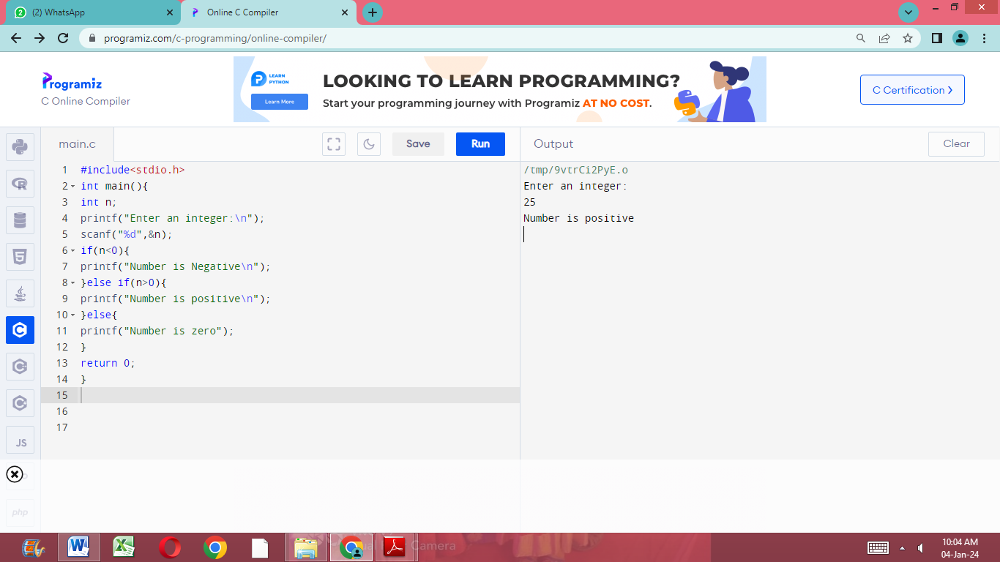 (2) WhatsApp
Online C Compiler
programiz.com/c-programming/online-compiler/
Programiz
C Online Compiler
LEARN
PYTHON
Learn More
LOOKING TO LEARN PROGRAMMING?
Start your programming journey with Programiz AT NO COST.
C Certification >
main.c
Save
Run
Output
Clear
1 #include<stdio.h>
2 int main(){
3 int n;
4 printf("Enter an integer:\n");
5 scanf("%d",&n);
6 if(n<0){
7 printf("Number is Negative\n");
8 }else if(n>0){
9 printf("Number is positive\n");
10 }else{
11 printf("Number is zero");
12 }
13 return 0;
14 }
15
16
17
/tmp/9vtrCi2PyE.o
Enter an integer:
25
Number is positive
JS
php
Camera
10:04 AM
04-Jan-24